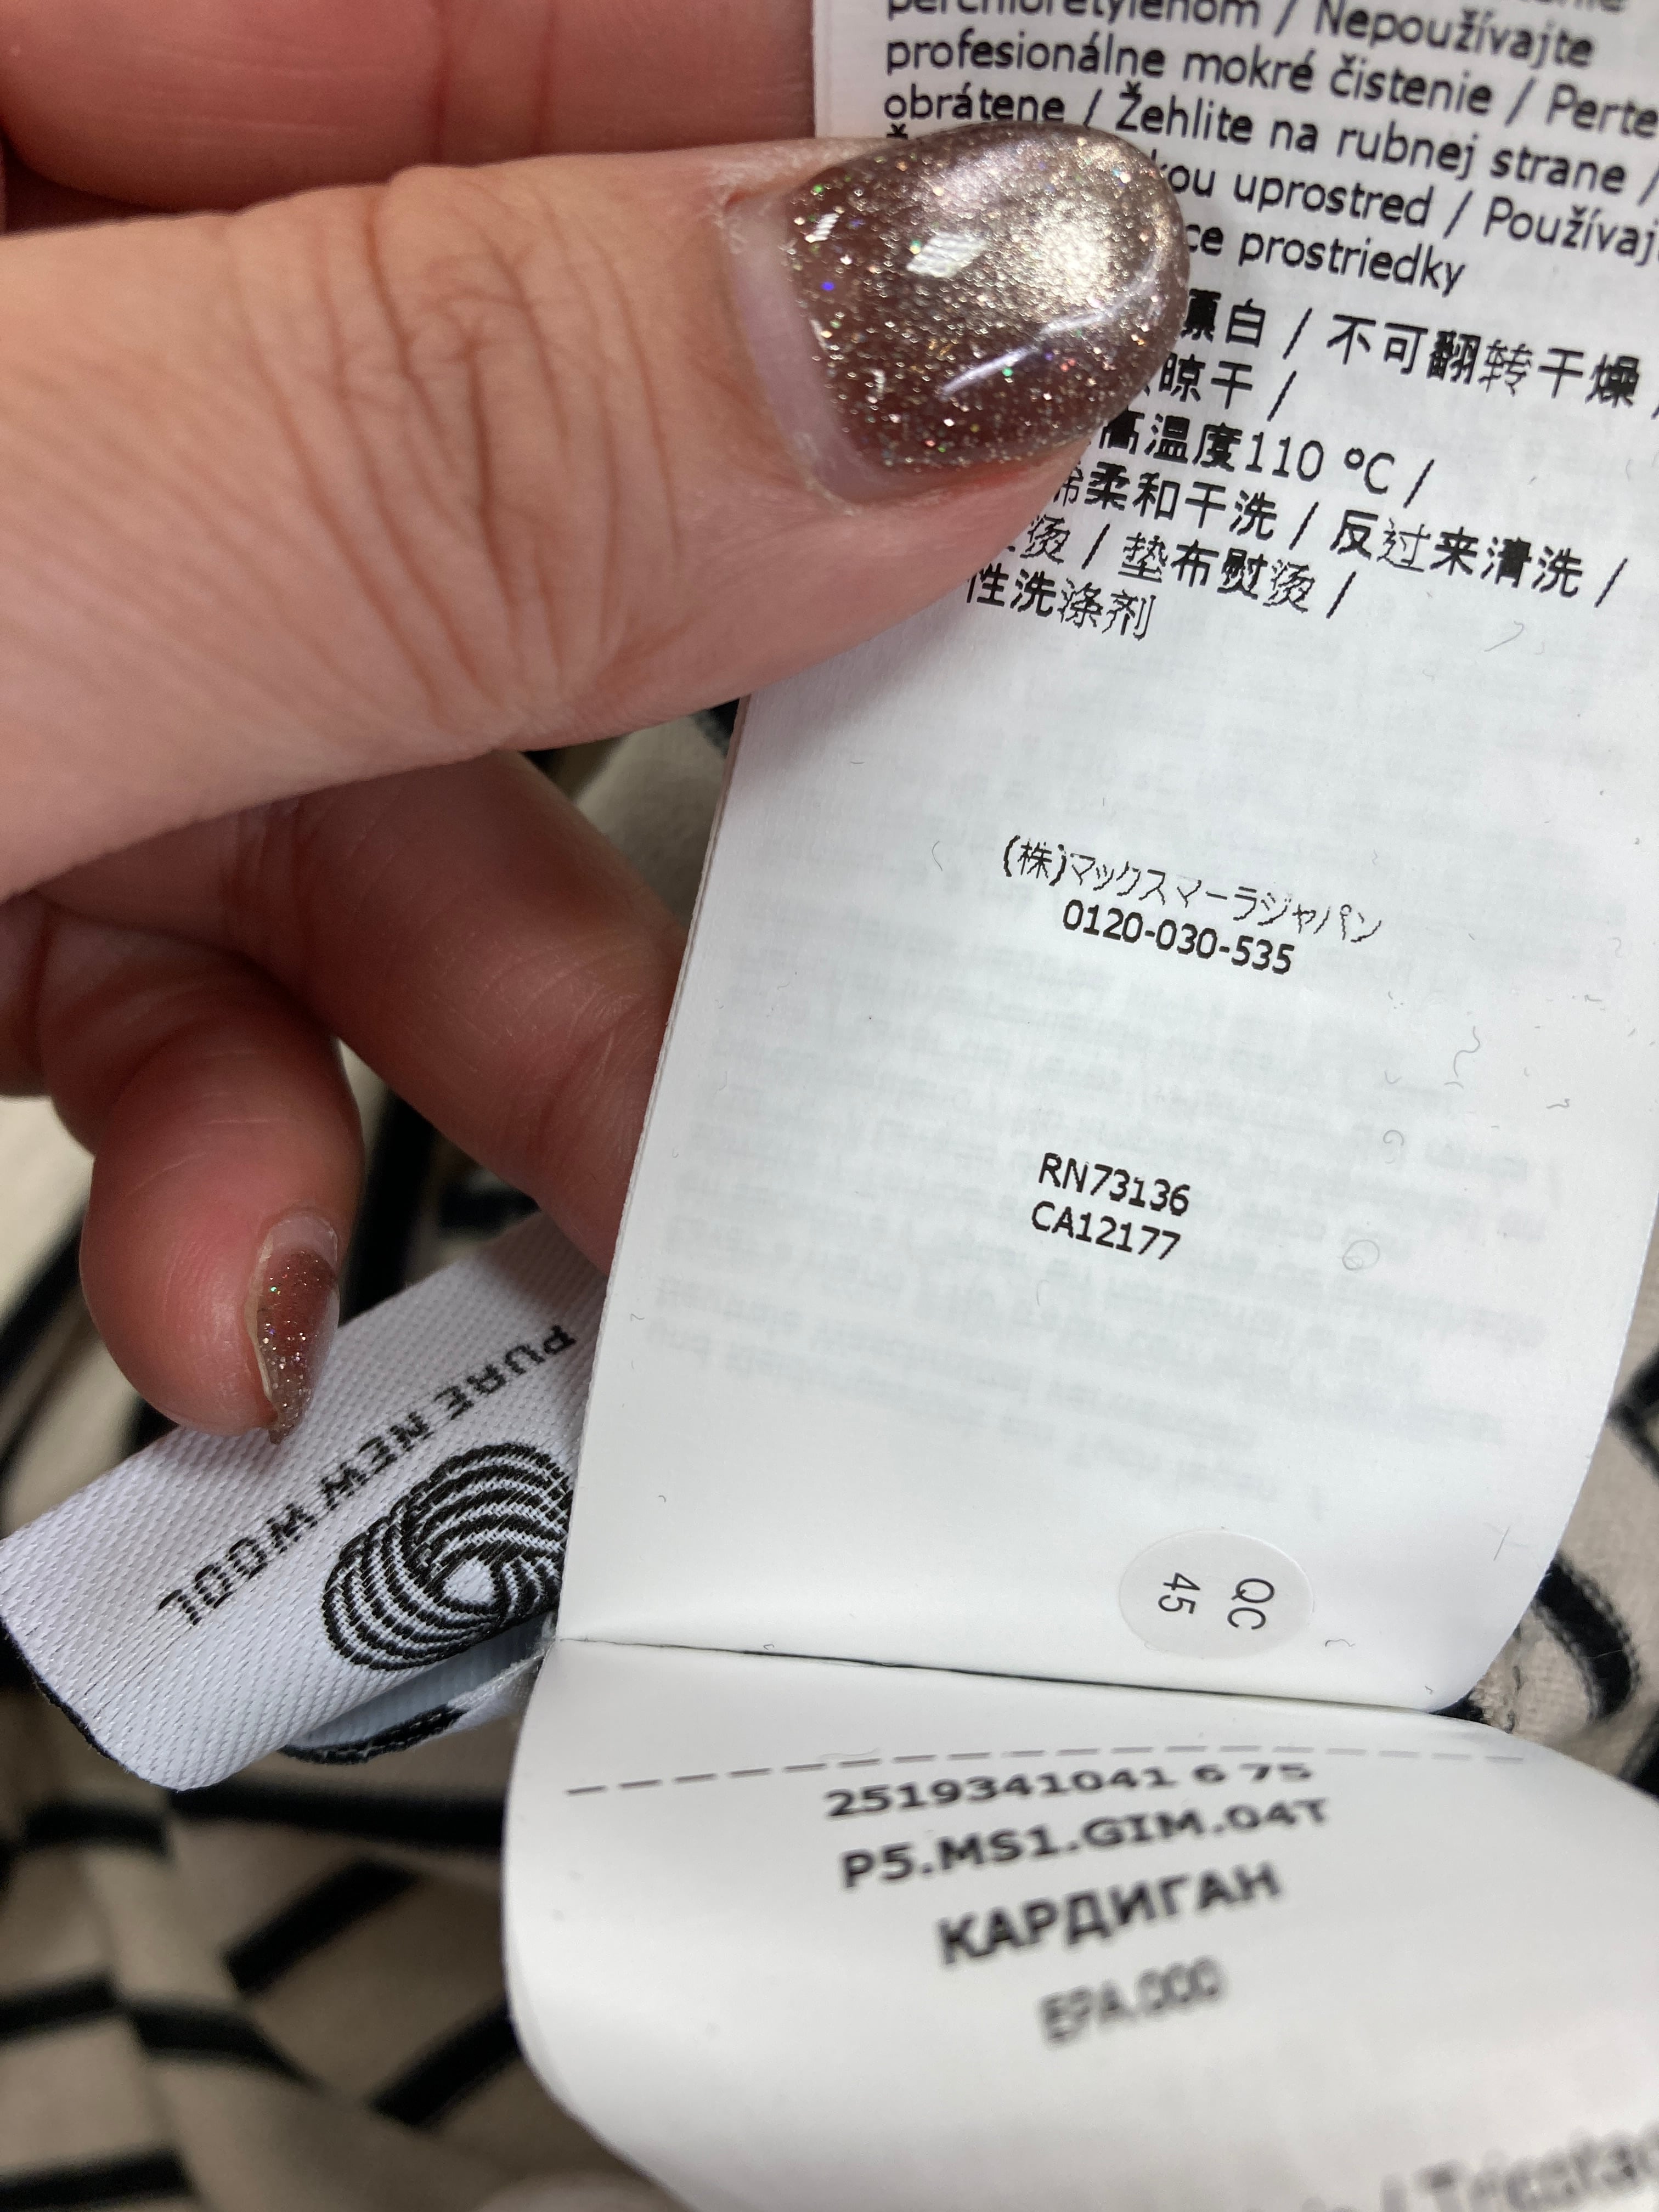 perchloretylénom / Nepoužívajte
profesionálne mokré čistenie / Perte
obrátene / Žehlite na rubnej strane /
kou uprostred / Používaj
ce prostriedky
漂白 / 不可翻转干燥 /
晾干 /
高温度110 °C /
柔和干洗 / 反过来清洗 /
烫 / 垫布熨烫 /
性洗涤剂
(株)マックスマーラジャパン
0120-030-535
RN73136
CA12177
PURE NEW WOOL
QC
45
2519341041 6 75
P5.MS1.GIM.04T
КАРДИГАН
EPA.000